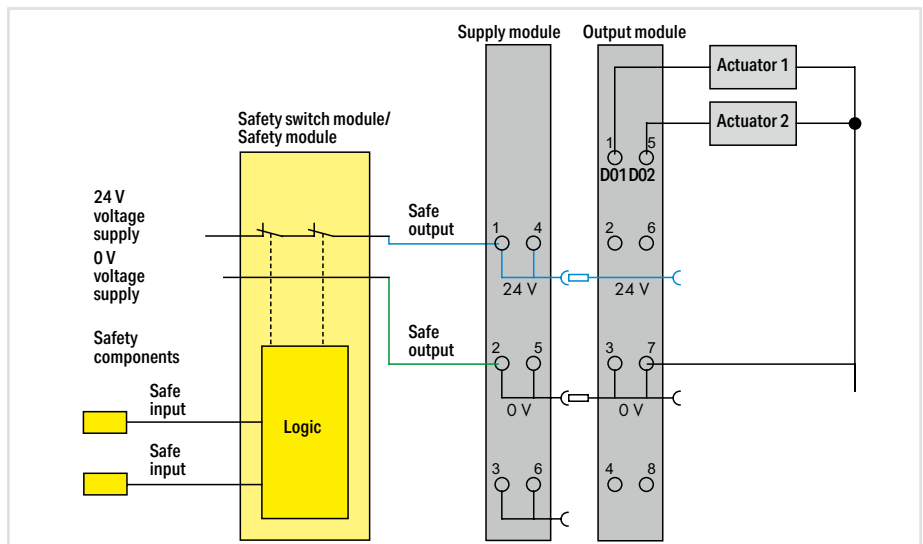 Supply module
Output module
Actuator 1
Actuator 2
Safety switch module/
Safety module
1
5
D01 D02
24 V
voltage
supply
Safe
output
1
4
2
6
0 V
voltage
supply
24 V
24 V
Safety
components
Safe
output
2
5
3
7
Safe
input
0 V
0 V
Logic
Safe
input
3
6
4
8